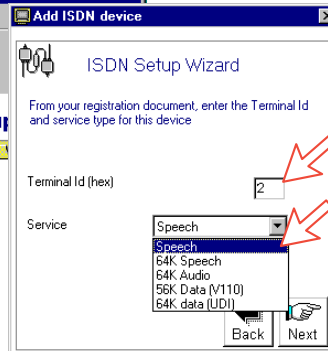 Add ISDN device
ISDN Setup Wizard
From your registration document, enter the Terminal Id
and service type for this device
Terminal Id (hex)
2
Service
Speech
Speech
64K Speech
64K Audio
56K Data (V110)
64K data (UDI)
Back
Next